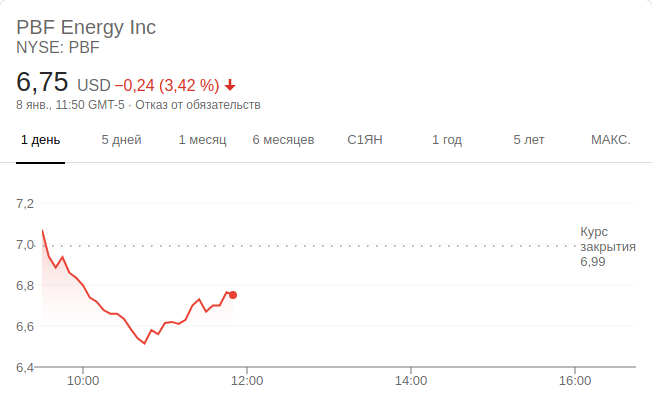 PBF Energy Inc
NYSE: PBF
6,75 USD −0,24 (3,42 %)
8 янв., 11:50 GMT-5 · Отказ от обязательств
1 день 5 дней 1 месяц 6 месяцев С1ЯН 1 год 5 лет МАКС.
7,2
Курс
7,0 закрытия
6,99
6,8
6,6
6,4
10:00 12:00 14:00 16:00